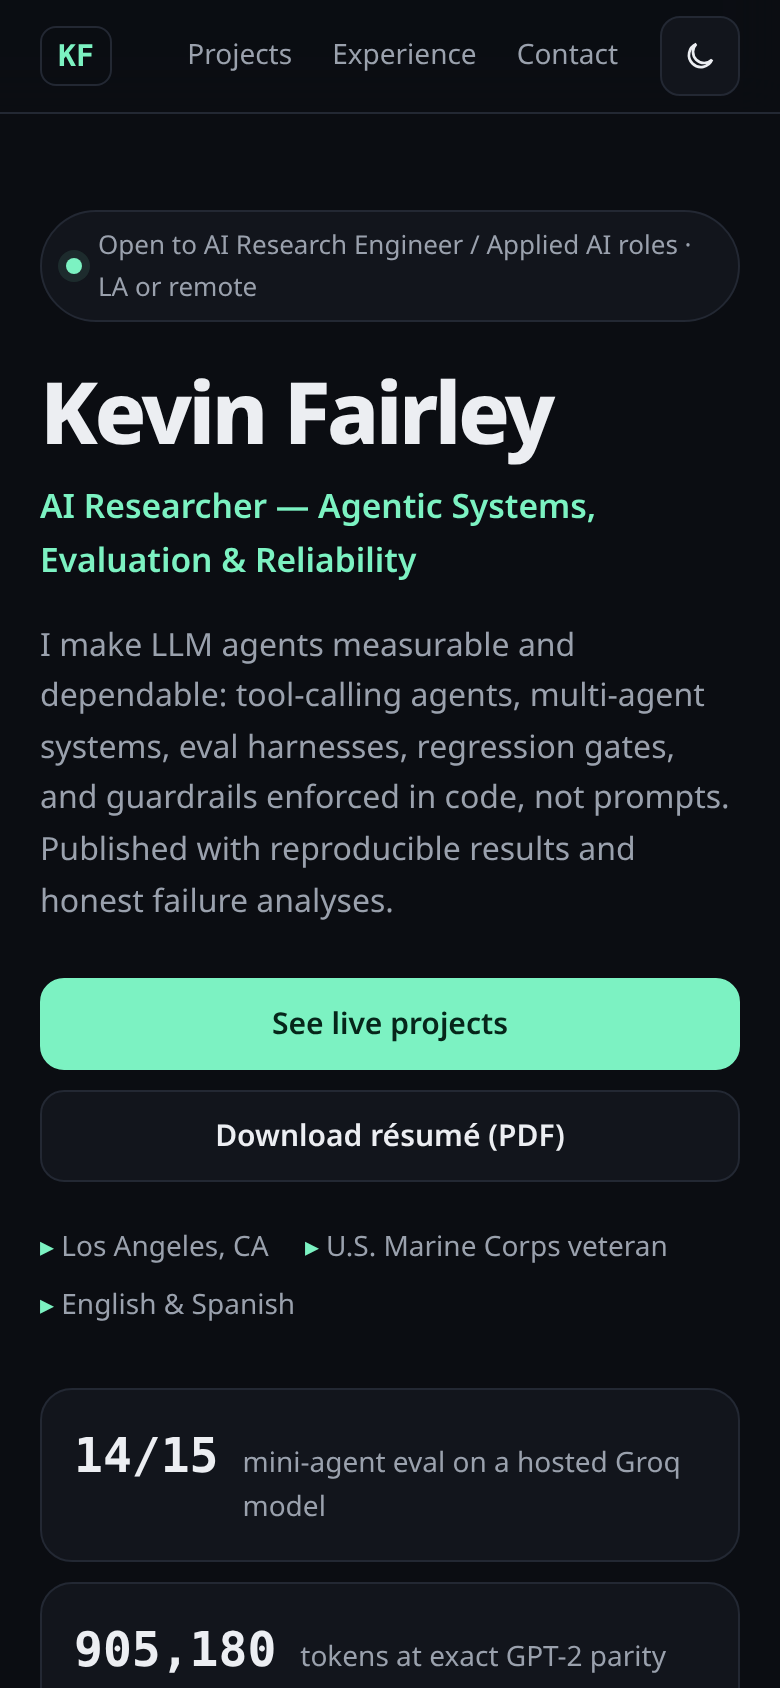 KF
Projects Experience Contact
Open to AI Research Engineer / Applied AI roles ·
LA or remote
Kevin Fairley
AI Researcher — Agentic Systems,
Evaluation & Reliability
I make LLM agents measurable and
dependable: tool-calling agents, multi-agent
systems, eval harnesses, regression gates,
and guardrails enforced in code, not prompts.
Published with reproducible results and
honest failure analyses.
See live projects
Download résumé (PDF)
▸ Los Angeles, CA ▸ U.S. Marine Corps veteran
▸ English & Spanish
14/15 mini-agent eval on a hosted Groq
model
905,180 tokens at exact GPT-2 parity